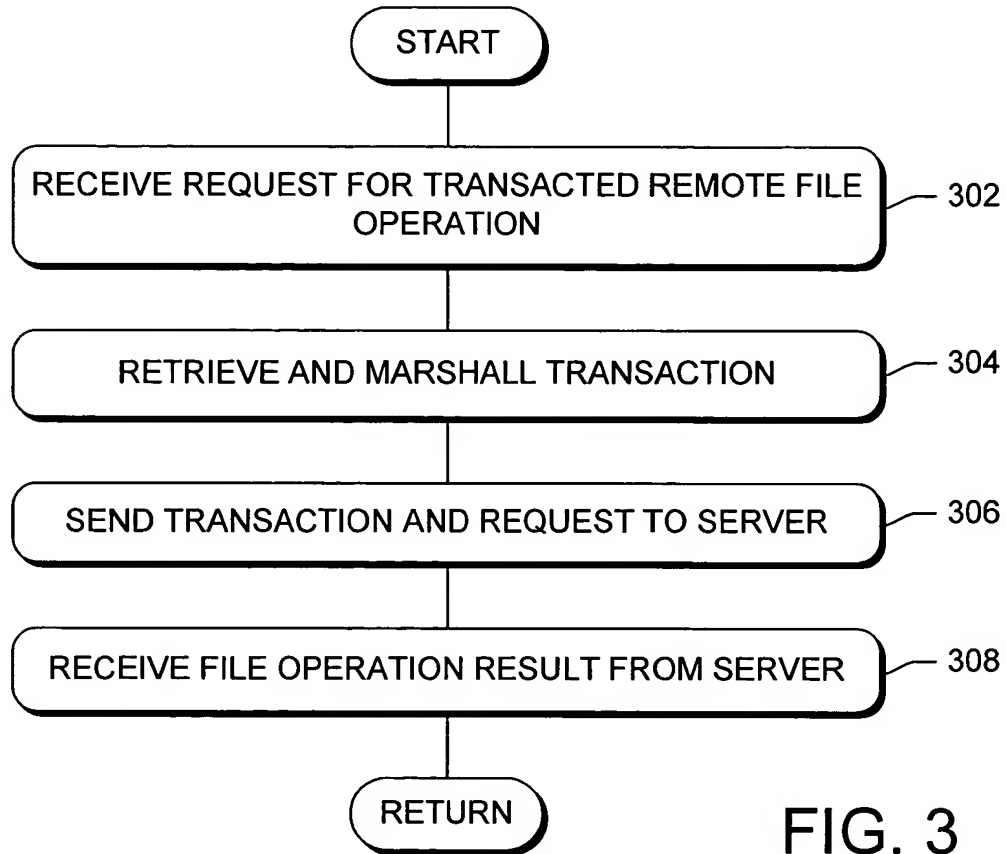 START
RECEIVE REQUEST FOR TRANSACTED REMOTE FILE
OPERATION
302
RETRIEVE AND MARSHALL TRANSACTION
304
SEND TRANSACTION AND REQUEST TO SERVER
306
RECEIVE FILE OPERATION RESULT FROM SERVER
308
RETURN
FIG. 3